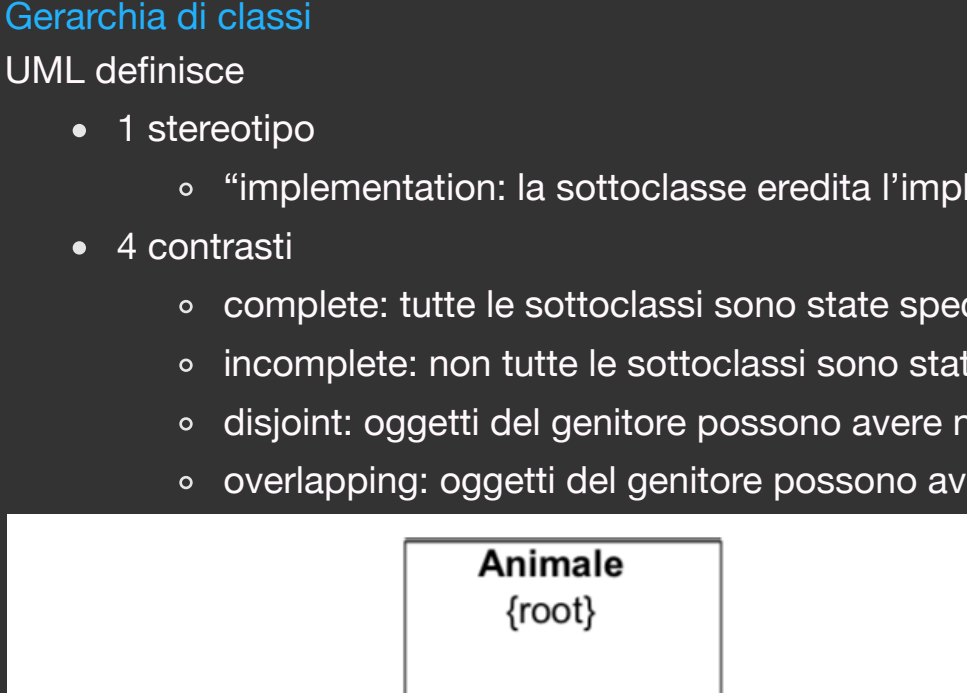 Gerarchia di classi
UML definisce
• 1 stereotipo
◦ “implementation: la sottoclasse eredita l’impl
• 4 contrasti
◦ complete: tutte le sottoclassi sono state spec
◦ incomplete: non tutte le sottoclassi sono stat
◦ disjoint: oggetti del genitore possono avere n
◦ overlapping: oggetti del genitore possono av
Animale
{root}